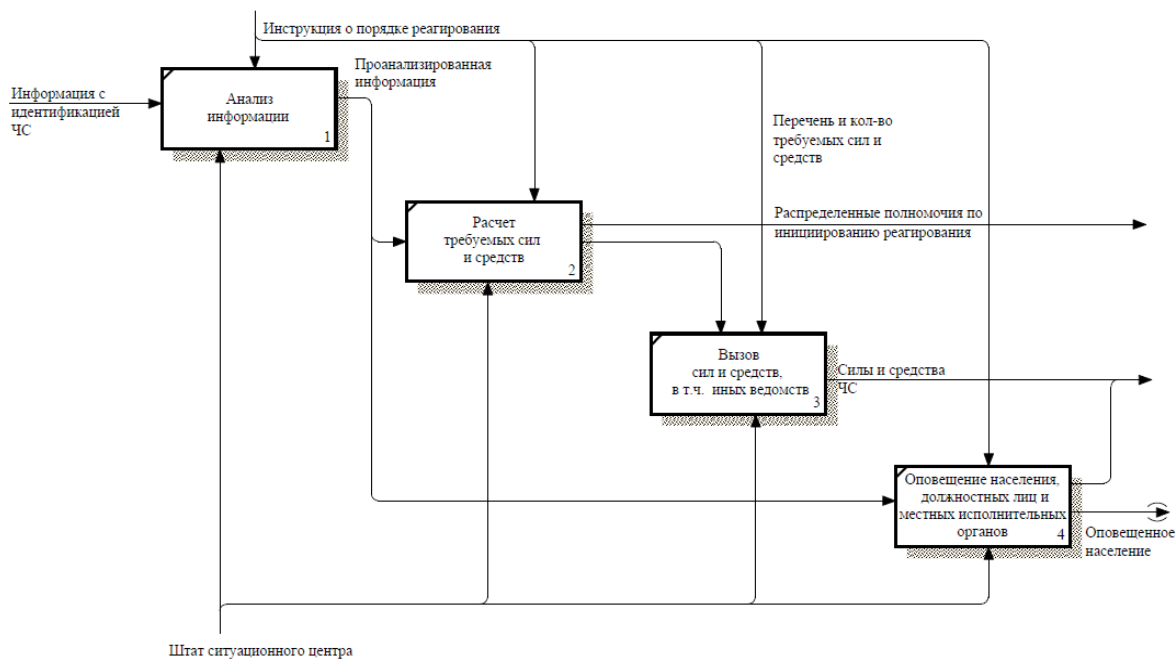 Инструкция о порядке реагирования
Проанализированная
информация
Информация с
идентификацией
ЧС
Анализ
информации
1
Перечень и кол-во
требуемых сил и
средств
Расчет
требуемых сил
и средств
2
Распределенные полномочия по
инициированию реагирования
Вызов
сил и средств,
в т.ч. иных ведомств
3
Силы и средства
ЧС
Оповещение населения,
должностных лиц и
местных исполнительных
органов
4
Оповещенное
население
Штат ситуационного центра